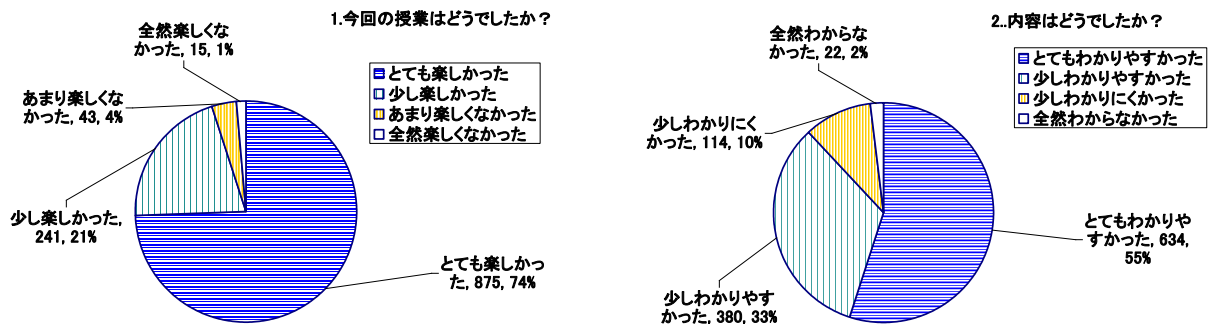 1.今回の授業はどうでしたか？
全然楽しくな
かった, 15, 1%
とても楽しかった
少し楽しかった
あまり楽しくなかった
全然楽しくなかった
あまり楽しくな
かった, 43, 4%
少し楽しかった,
241, 21%
とても楽しかっ
た, 875, 74%
2..内容はどうでしたか？
全然わからな
かった, 22, 2%
とてもわかりやすかった
少しわかりやすかった
少しわかりにくかった
全然わからなかった
少しわかりにく
かった, 114, 10%
とてもわかりや
すかった, 634,
55%
少しわかりやす
かった, 380, 33%